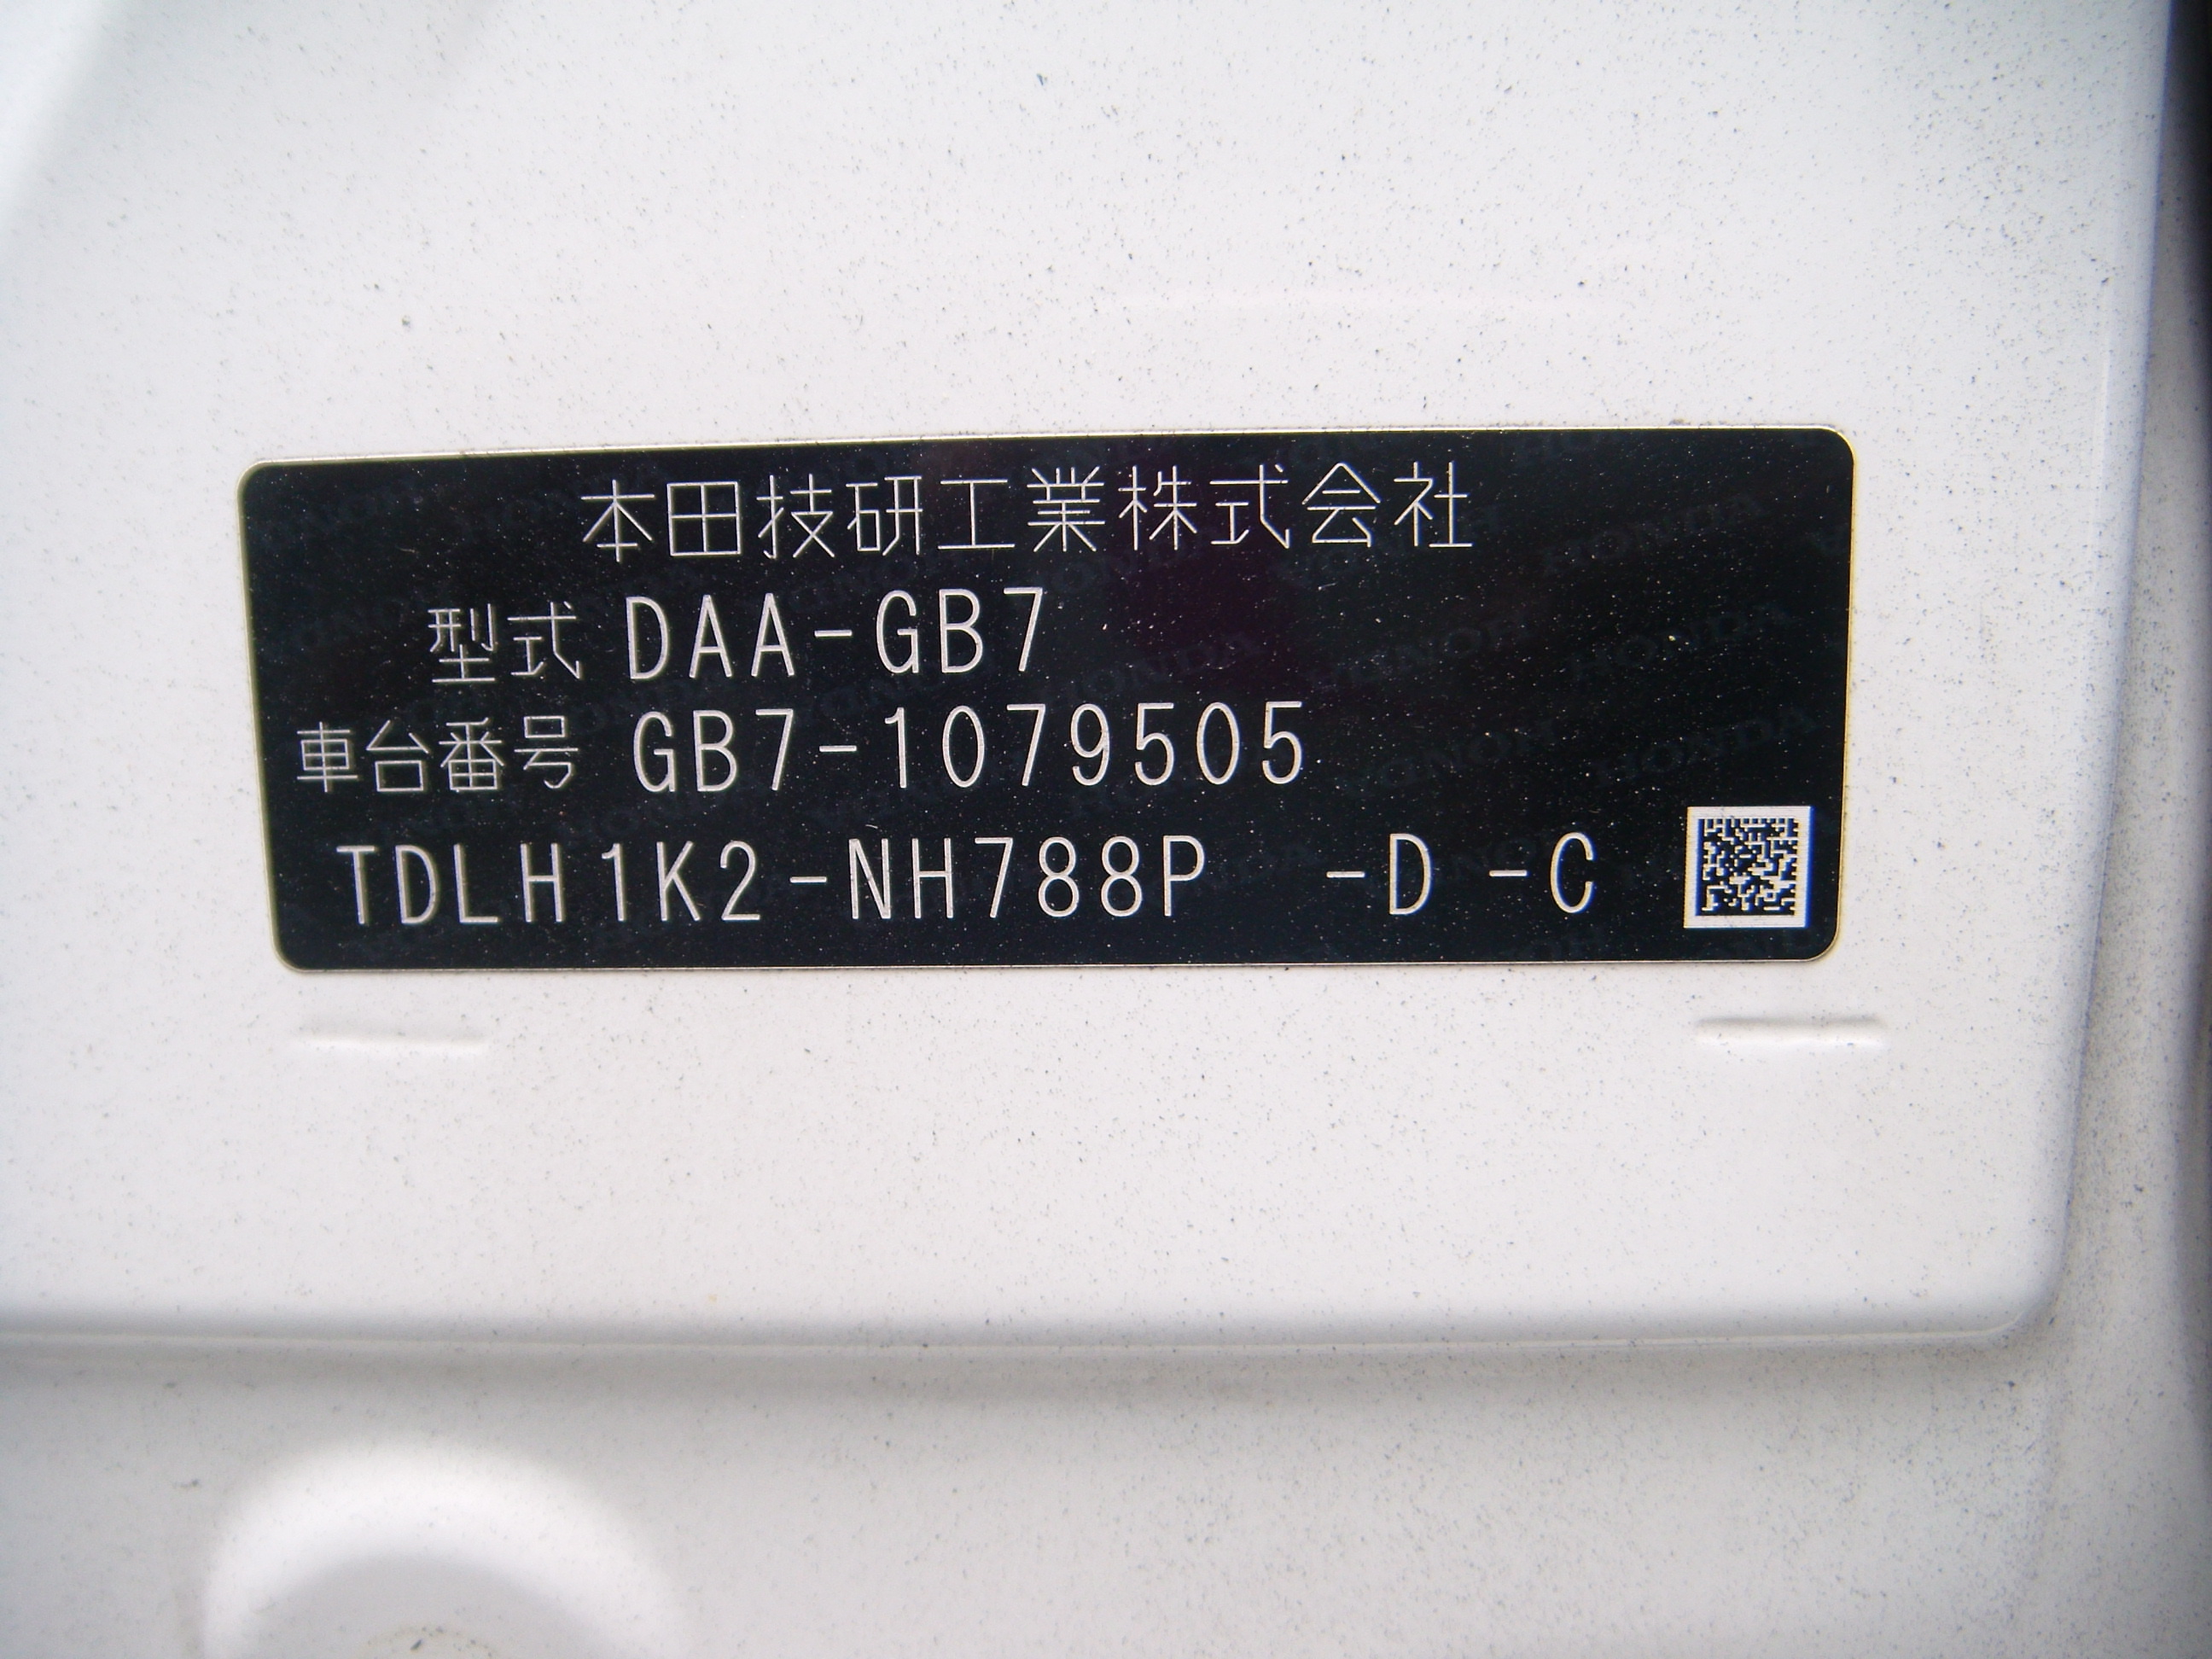 本田技研工業株式会社
型式 DAA-GB7
車台番号 GB7-1079505
TDLH1K2-NH788P -D -C